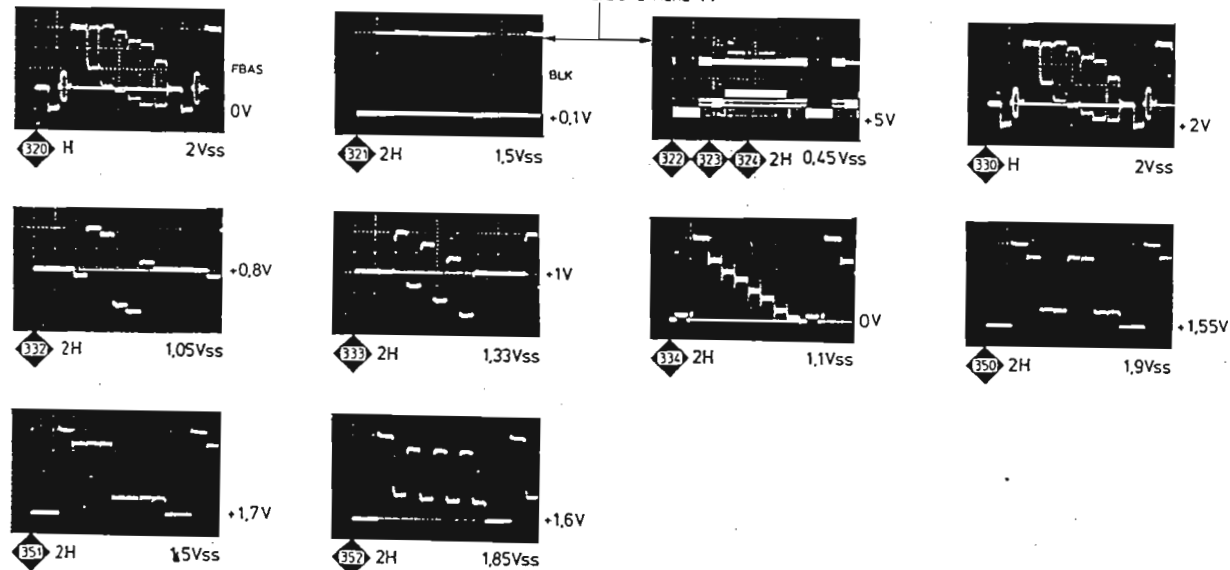 FBAS
0V
320 H 2Vss
BLK
+0,1V
321 2H 1,5Vss
+5V
322 323 324 2H 0,45Vss
+2V
330 H 2Vss
+0,8V
332 2H 1,05Vss
+1V
333 2H 1,33Vss
0V
334 2H 1,1Vss
+1,55V
350 2H 1,9Vss
+1,7V
351 2H 1,5Vss
+1,6V
352 2H 1,85Vss